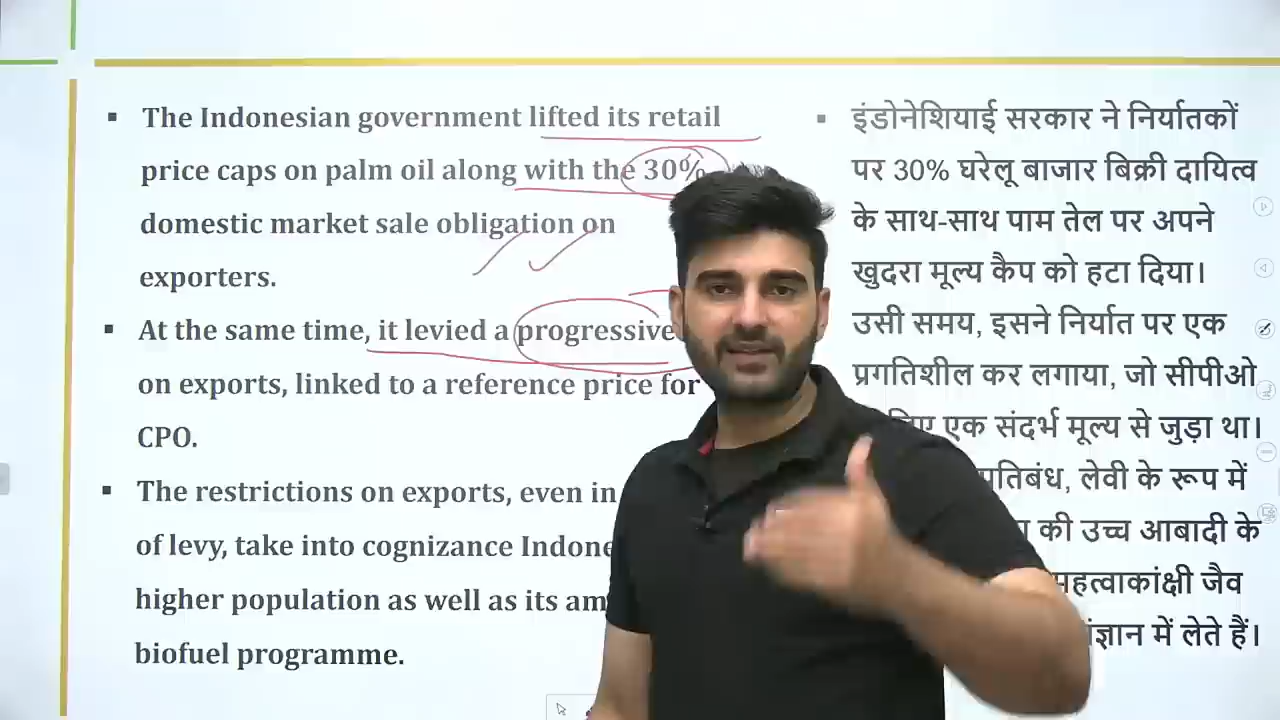 The Indonesian government lifted its retail
price caps on palm oil along with the 30%
domestic market sale obligation on
exporters.
At the same time, it levied a progressive
on exports, linked to a reference price for
CPO.
The restrictions on exports, even in
of levy, take into cognizance
higher population as well as its
biofuel programme.
इंडोनेशियाई सरकार ने निर्यातकों
पर 30% घरेलू बाजार बिक्री दायित्व
के साथ-साथ पाम तेल पर अपने
खुदरा मूल्य कैप को हटा दिया।
उसी समय, इसने निर्यात पर एक
प्रगतिशील कर लगाया, जो सीपीओ
एक संदर्भ मूल्य से जुड़ा था।
लेवी के रूप में
की उच्च आबादी के
जैव
में लेते हैं।